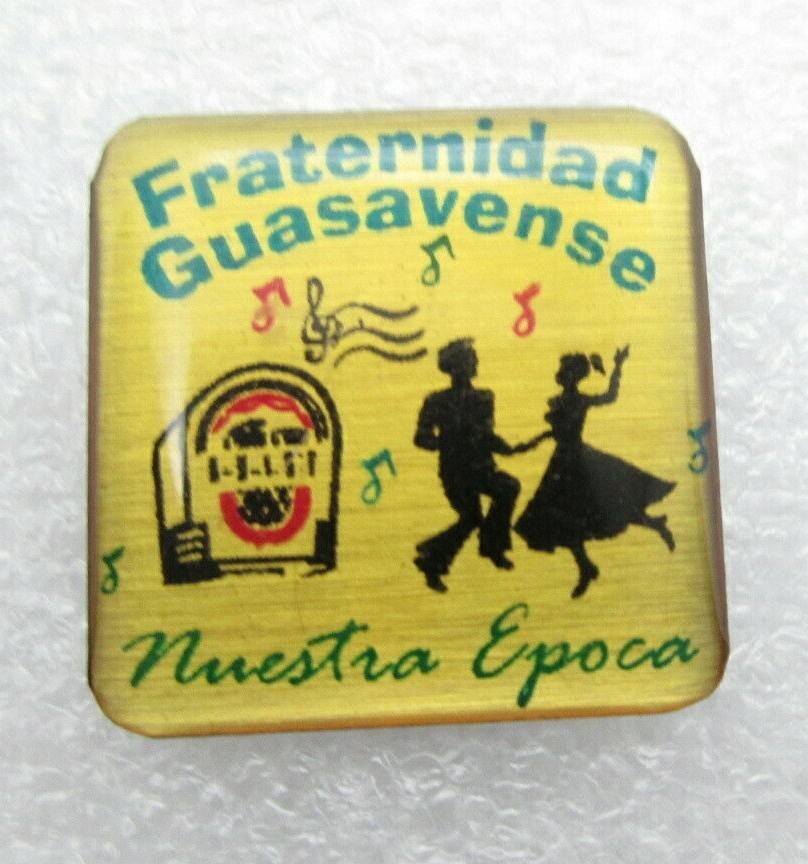 Fraternidad
Guasavense
Nuestra Epoca